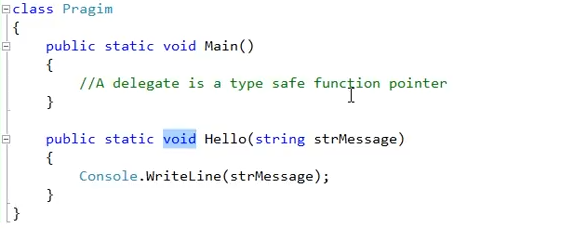 class Pragim
{
    public static void Main()
    {
        //A delegate is a type safe function pointer
    }

    public static void Hello(string strMessage)
    {
        Console.WriteLine(strMessage);
    }
}